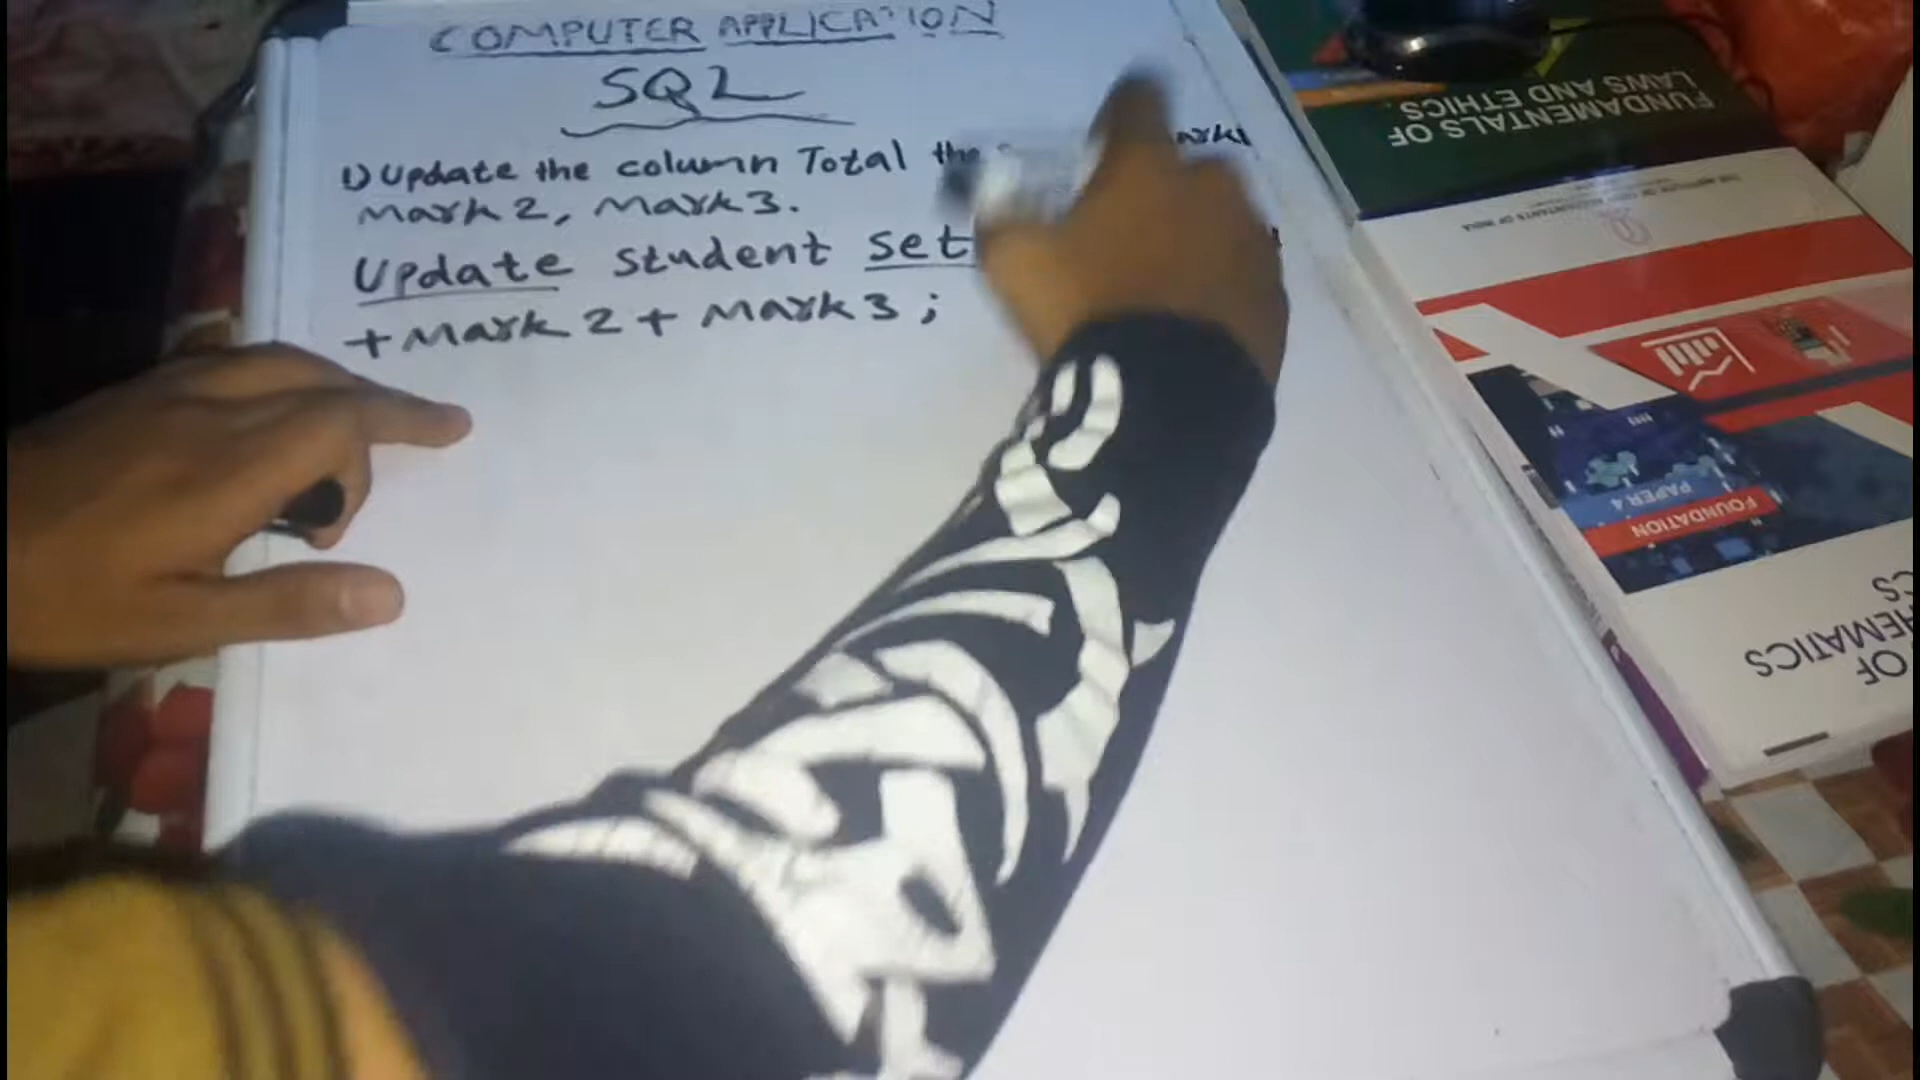 COMPUTER APPLICATION
SQL
1) Update the column Total the
Mark 2, Mark 3.
Update student set
+ Mark 2 + Mark 3 ;
FUNDAMENTALS OF
LAWS AND ETHICS
PAPER 4
FOUNDATION
OF